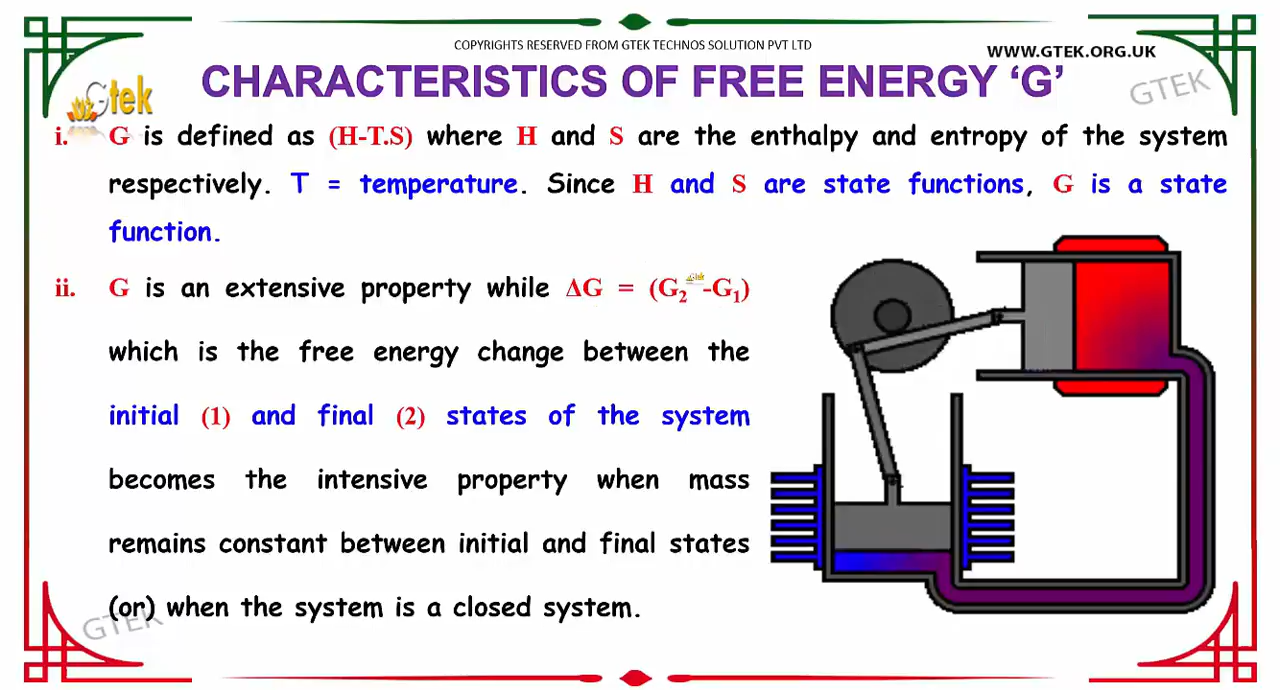 COPYRIGHTS RESERVED FROM GTEK TECHNOS SOLUTION PVT LTD
WWW.GTEK.ORG.UK
Gtek
CHARACTERISTICS OF FREE ENERGY ‘G’
GTEK
i. G is defined as (H-T.S) where H and S are the enthalpy and entropy of the system
respectively. T = temperature. Since H and S are state functions, G is a state
function.
ii. G is an extensive property while ΔG = (G₂ -G₁)
which is the free energy change between the
initial (1) and final (2) states of the system
becomes the intensive property when mass
remains constant between initial and final states
(or) when the system is a closed system.
GTEK